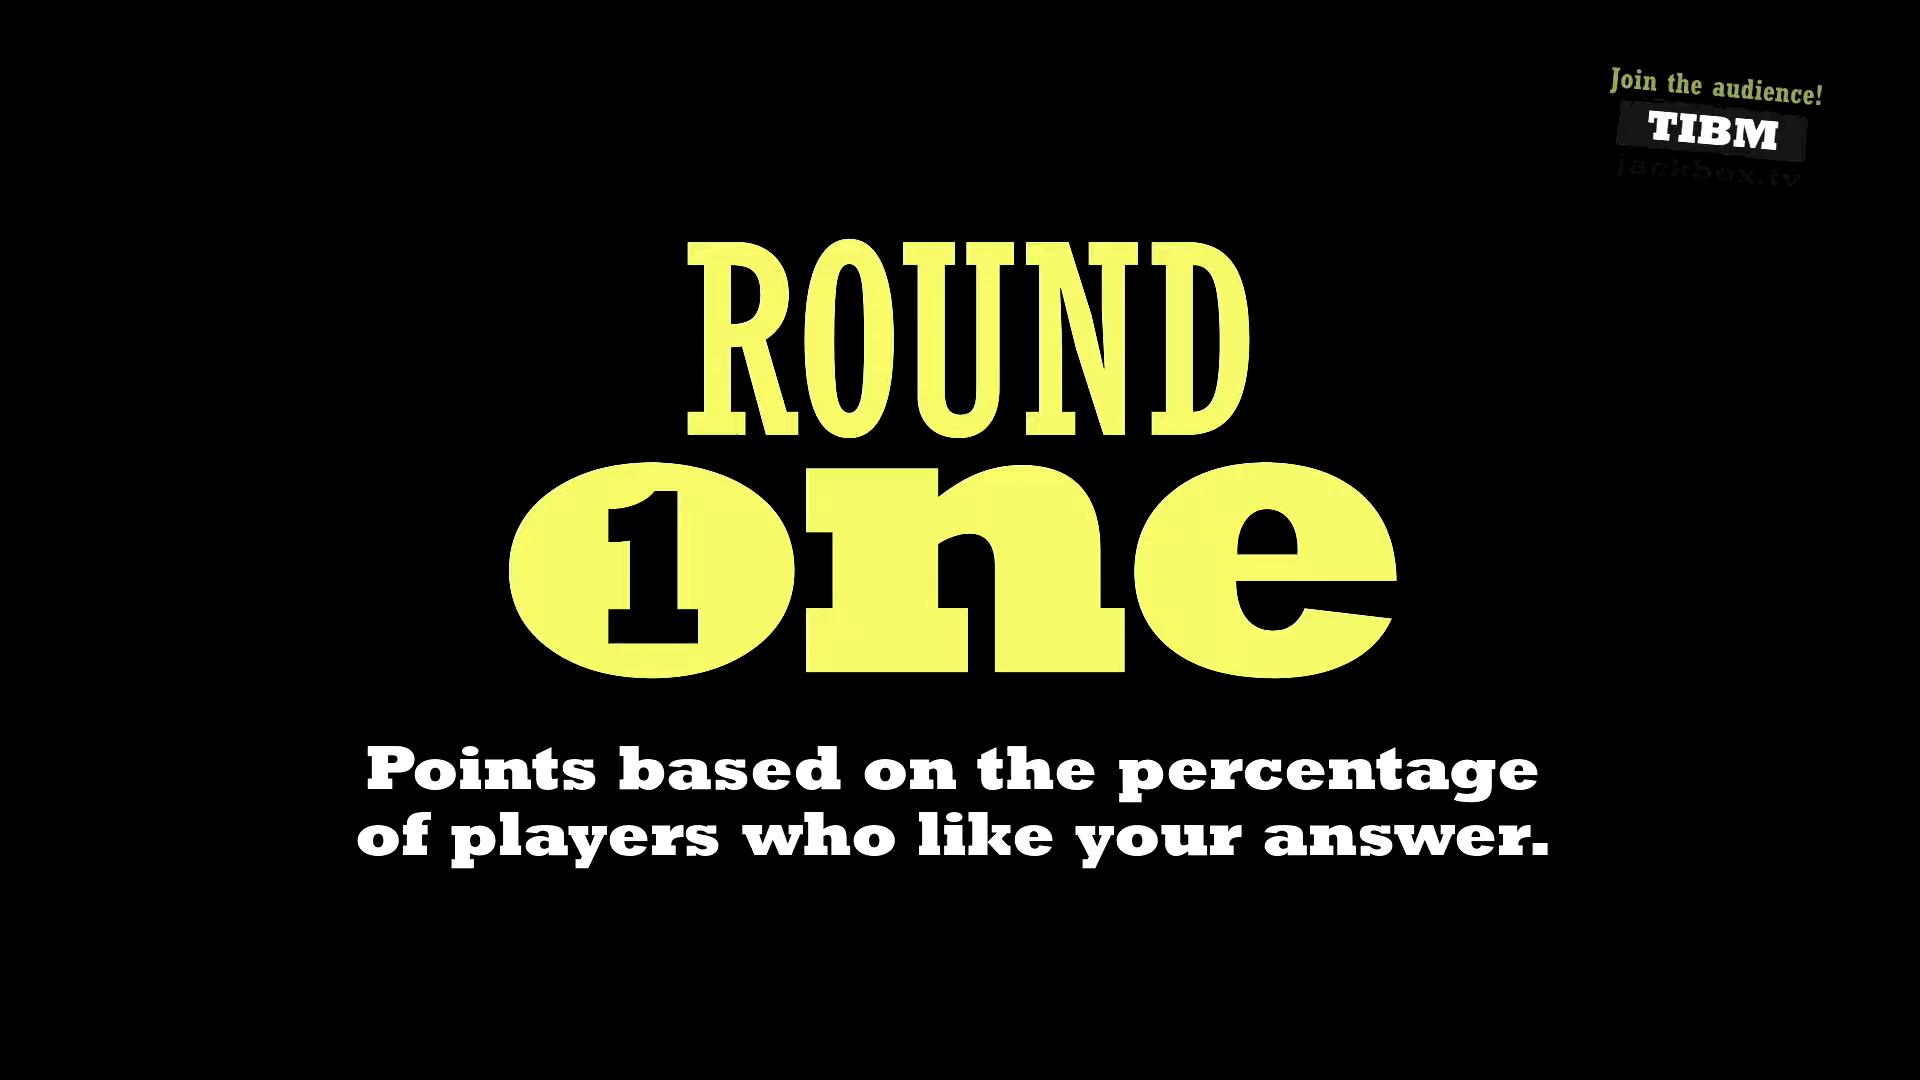 Join the audience!
TIBM
jackbox.tv
ROUND
One
1
Points based on the percentage
of players who like your answer.